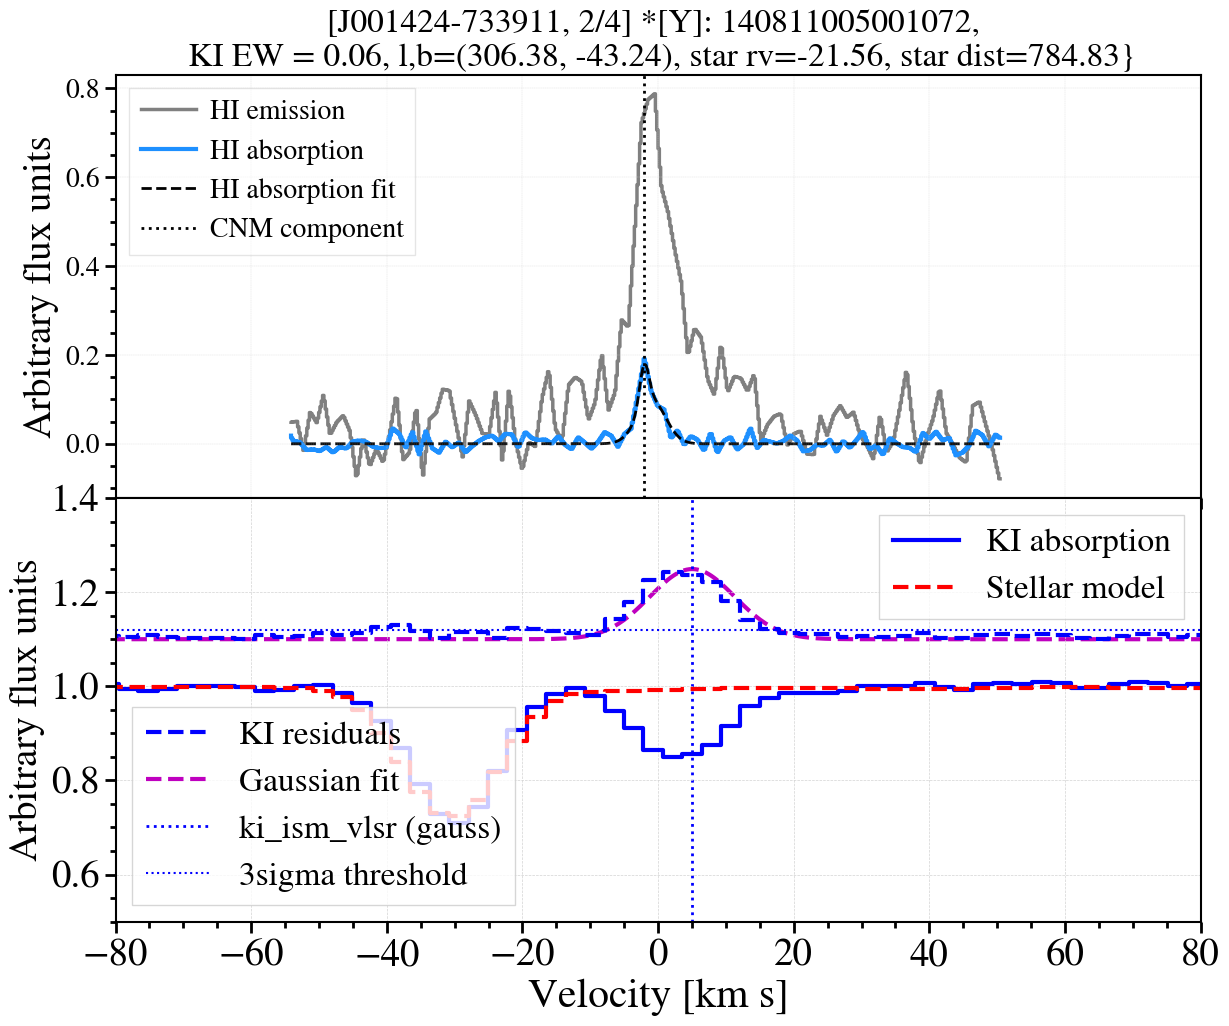 [J001424-733911, 2/4] *[Y]: 140811005001072,
KI EW = 0.06, l,b=(306.38, -43.24), star rv=-21.56, star dist=784.83}
HI emission
HI absorption
HI absorption fit
CNM component
Arbitrary flux units
0.8
0.6
0.4
0.2
0.0
KI absorption
Stellar model
KI residuals
Gaussian fit
ki_ism_vlsr (gauss)
3sigma threshold
Arbitrary flux units
1.4
1.2
1.0
0.8
0.6
−80 −60 −40 −20 0 20 40 60 80
Velocity [km s]